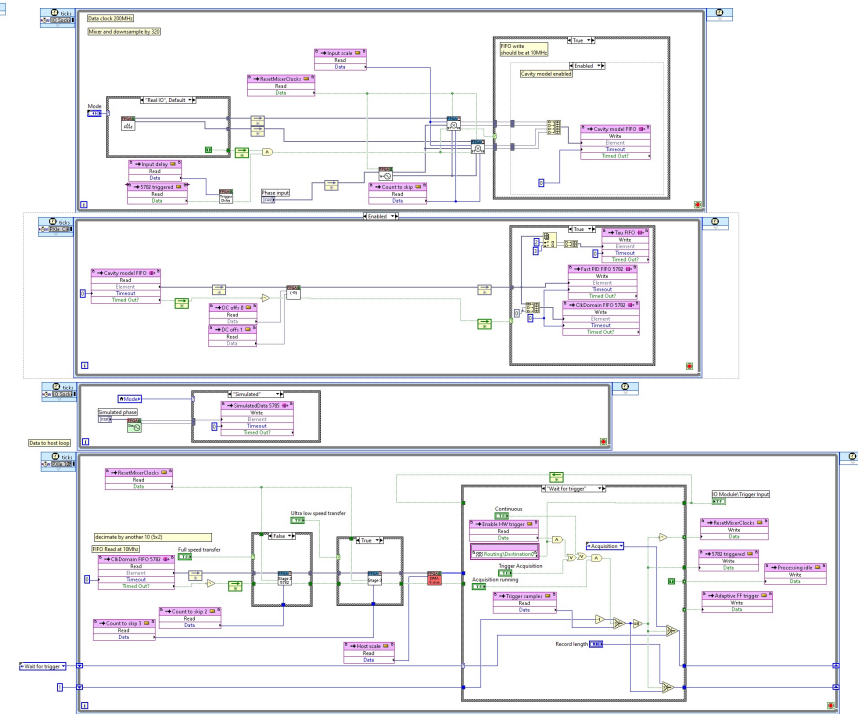 ticks
Data clock 200MHz
Mixer and downsample by 320
Input scale
Read
Data
ResetMixerClocks
Read
Data
True
FIFO write
should be at 10MHz
Enabled
Cavity model enabled
Mode
"Real IO", Default
Cavity model FIFO
Write
Element
Timeout
Timed Out?
0
Input delay
Read
Data
5782 triggered
Read
Data
Phase input
Count to skip
Read
Data
i
Enabled
ticks
True
Tau FIFO
Write
Element
Timeout
Timed Out?
Cavity model FIFO
Read
Element
Timeout
Timed Out?
0
Fast PID FIFO 5782
Write
Element
Timeout
Timed Out?
DC offs 0
Read
Data
DC offs 1
Read
Data
ClkDomain FIFO 5782
Write
Element
Timeout
Timed Out?
i
ticks
Mode
"Simulated"
Simulated phase
SimulatedData 5785
Write
Element
Timeout
Timed Out?
0
i
Data to host loop
ticks
ResetMixerClocks
Read
Data
"Wait for trigger"
IO Module\Trigger Input
Ultra low speed transfer
Continuous
Enable HW trigger
Read
Data
ResetMixerClocks
Write
Data
decimate by another 10 (5x2)
FIFO Read at 10Mhz
Full speed transfer
False
True
Routing\Destination
Acquisition
ClkDomain FIFO 5782
Read
Element
Timeout
Timed Out?
0
5782 triggered
Write
Data
Trigger Acquisition
Acquisition running
Processing idle
Write
Data
Count to skip 2
Read
Data
Trigger samples
Read
Data
Adaptive FF trigger
Write
Data
Count to skip 3
Read
Data
Host scale
Read
Data
Record length
Wait for trigger
i